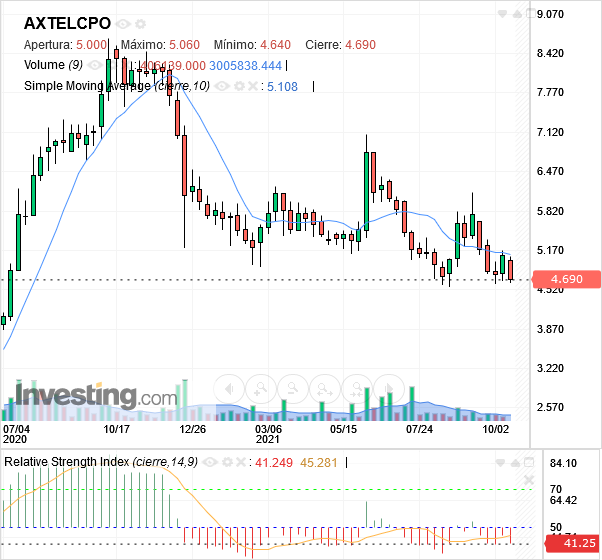 AXTELCPO
Apertura: 5.000 Máximo: 5.060 Mínimo: 4.640 Cierre: 4.690
Volume (9) : 406139.000 3005838.444
Simple Moving Average (cierre,10) : 5.108
9.070
8.420
7.770
7.120
6.470
5.820
5.170
4.690
4.520
3.870
3.220
2.570
Investing.com
07/04 10/17 12/26 03/06 05/15 07/24 10/02
2020 2021
Relative Strength Index (cierre,14,9) : 41.249 45.281
84.10
70
64.42
50
41.25